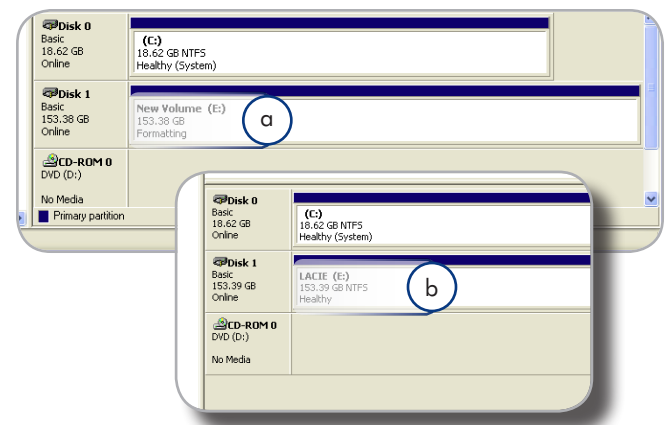 Disk 0
Basic
18.62 GB
Online
(C:)
18.62 GB NTFS
Healthy (System)
Disk 1
Basic
153.38 GB
Online
New Volume (E:)
153.38 GB
Formatting
a
CD-ROM 0
DVD (D:)
No Media
Primary partition
Disk 0
Basic
18.62 GB
Online
(C:)
18.62 GB NTFS
Healthy (System)
Disk 1
Basic
153.39 GB
Online
LACIE (E:)
153.39 GB NTFS
Healthy
b
CD-ROM 0
DVD (D:)
No Media